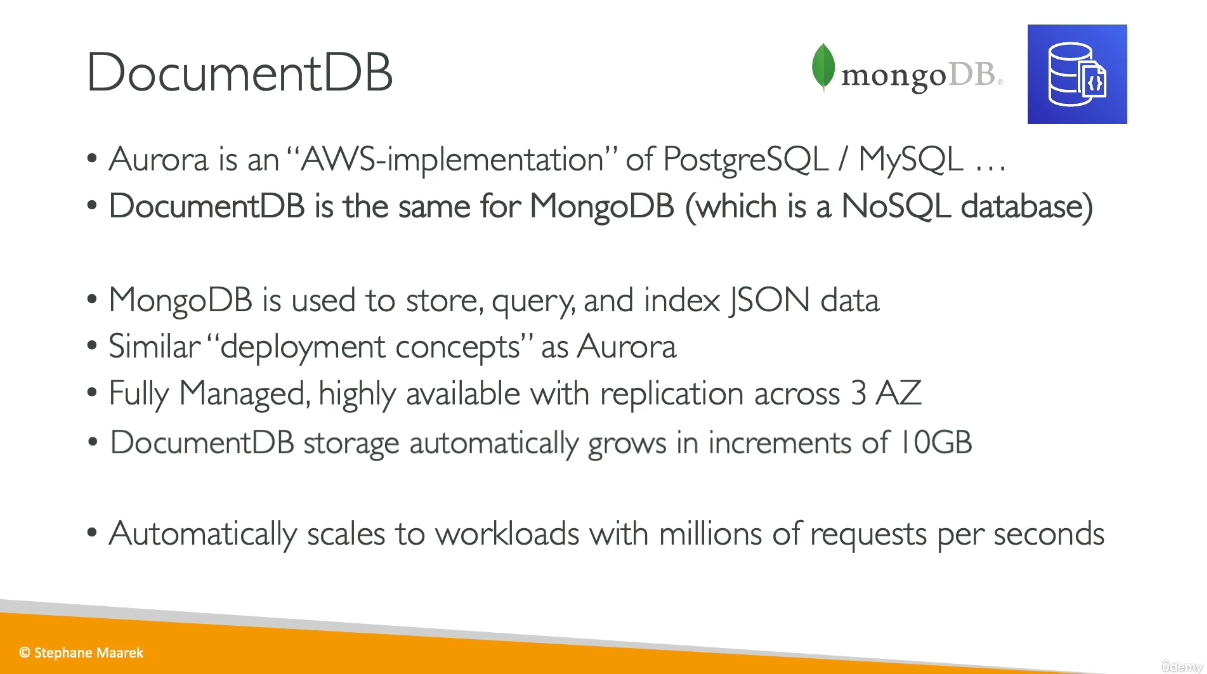 DocumentDB
mongoDB®
• Aurora is an “AWS-implementation” of PostgreSQL / MySQL …
• DocumentDB is the same for MongoDB (which is a NoSQL database)
• MongoDB is used to store, query, and index JSON data
• Similar “deployment concepts” as Aurora
• Fully Managed, highly available with replication across 3 AZ
• DocumentDB storage automatically grows in increments of 10GB
• Automatically scales to workloads with millions of requests per seconds
© Stephane Maarek
ûdemy